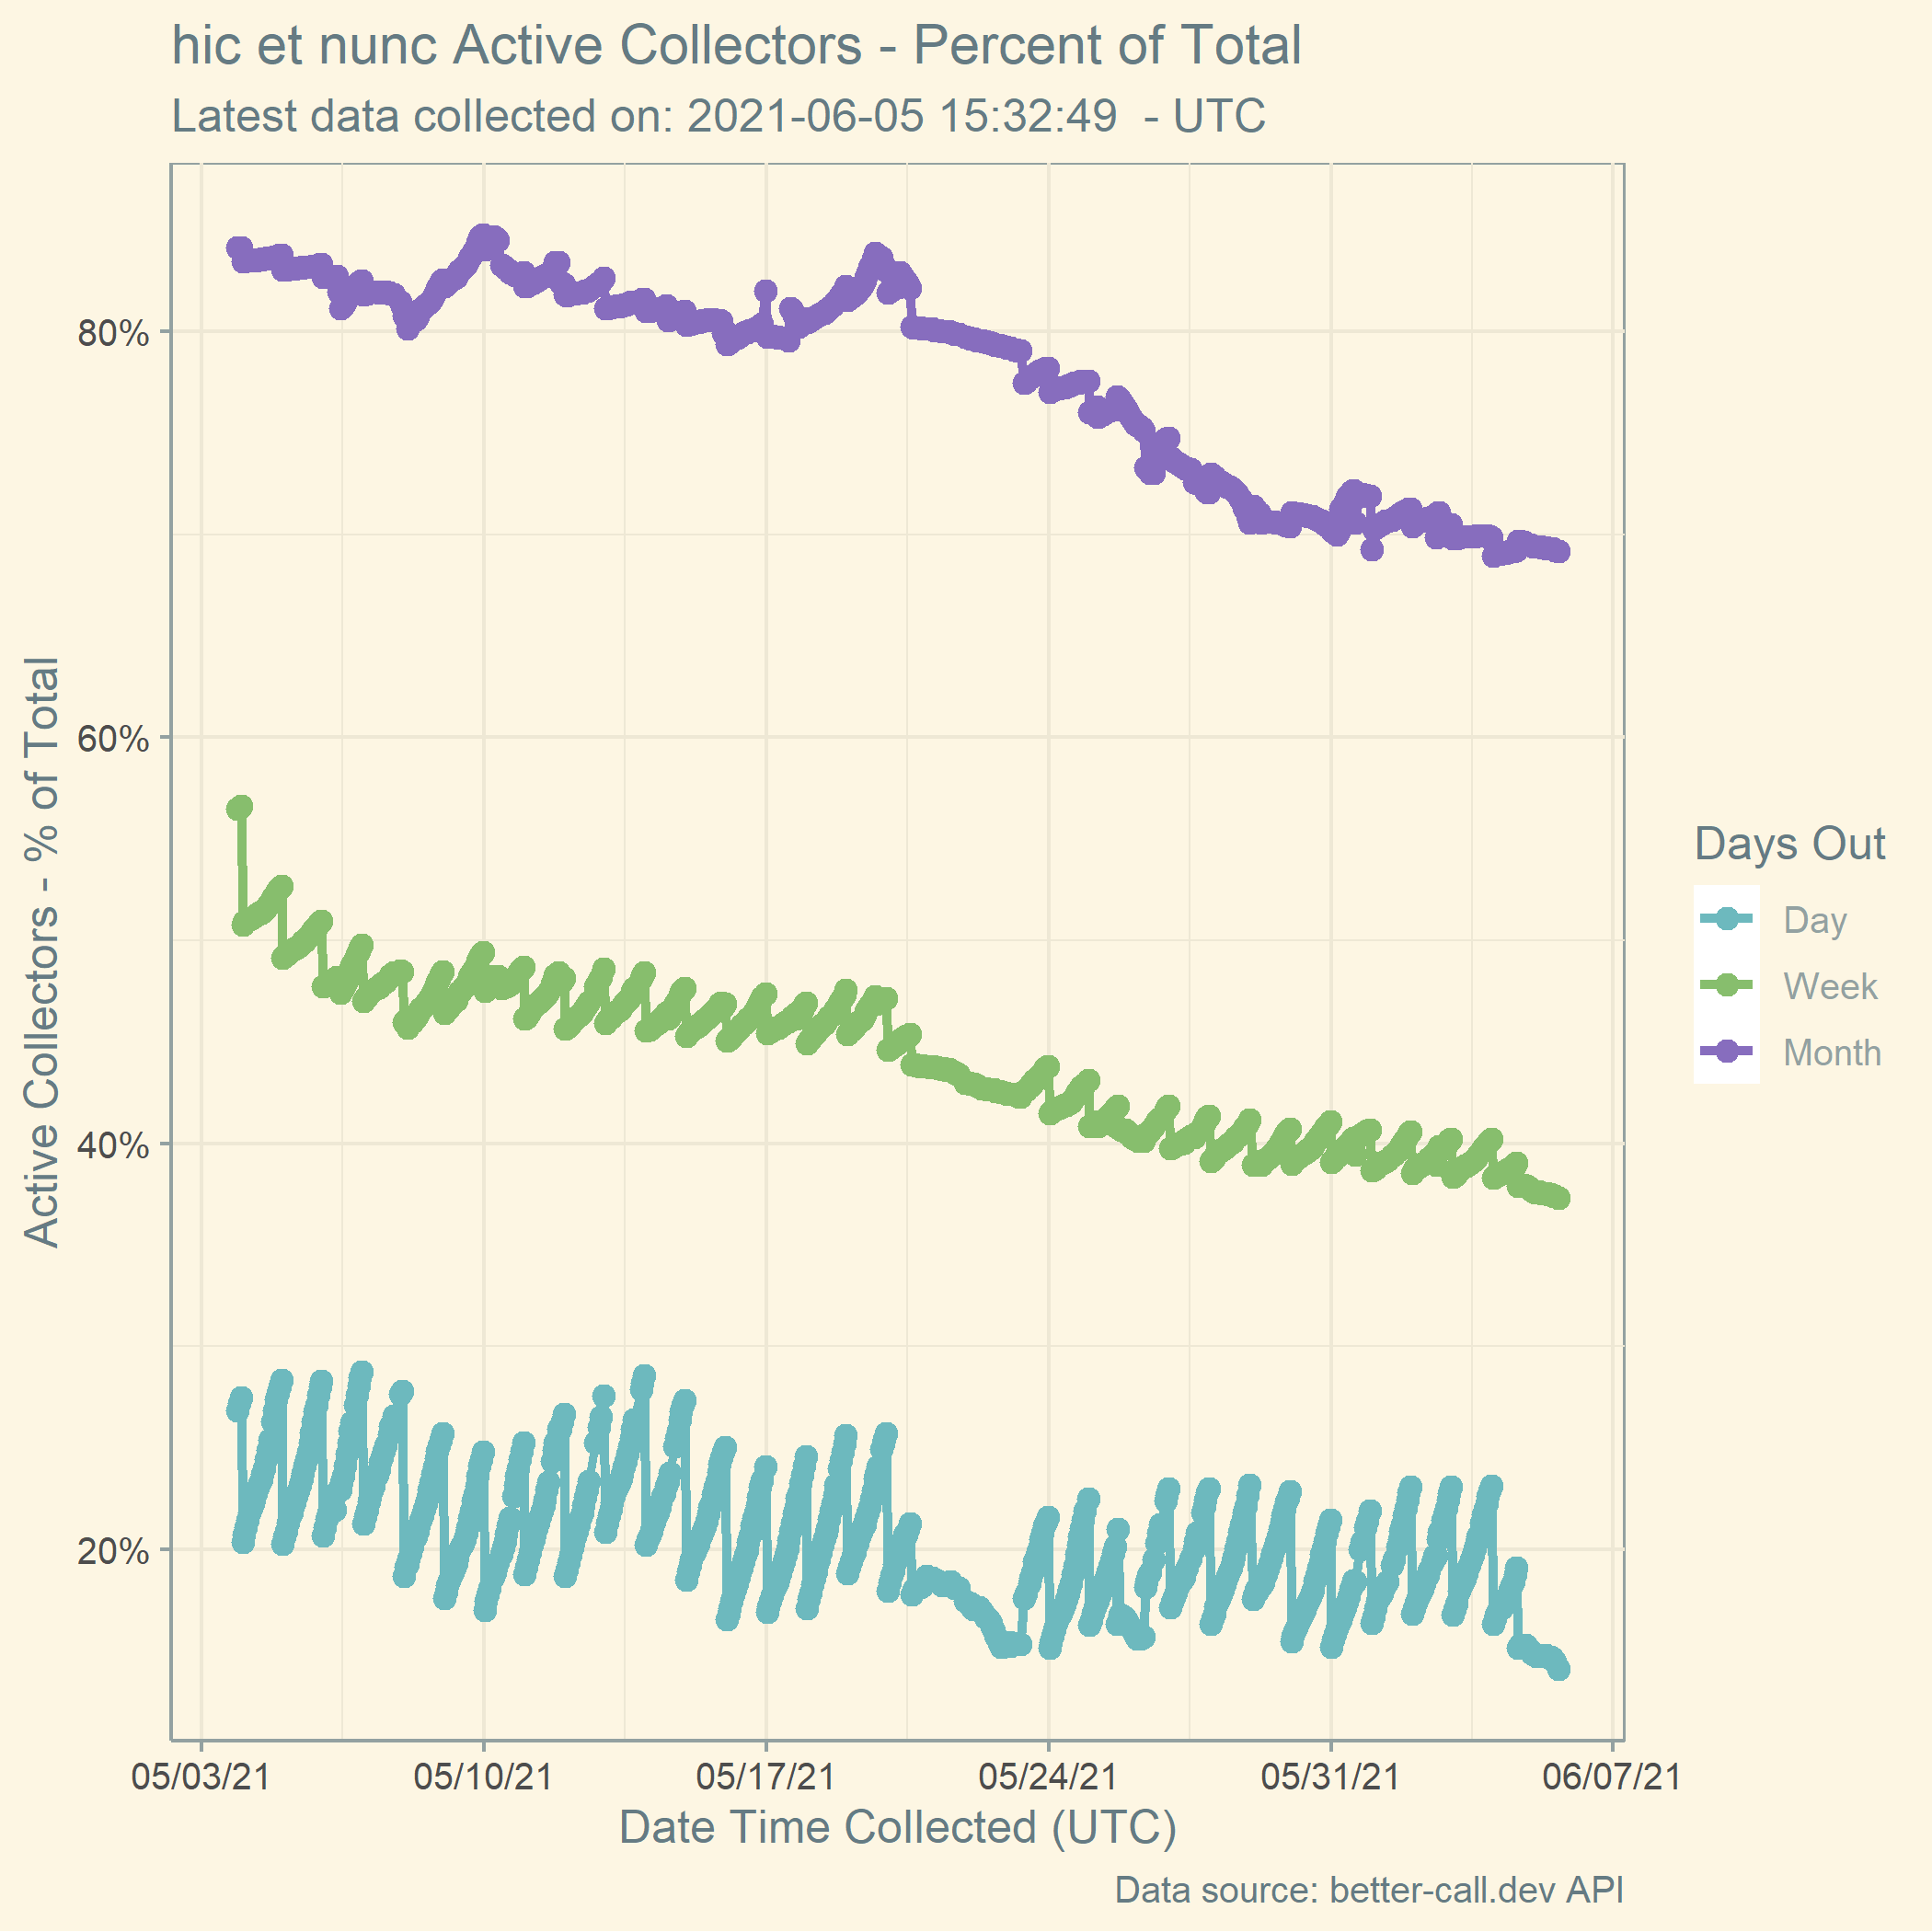 hic et nunc Active Collectors - Percent of Total
Latest data collected on: 2021-06-05 15:32:49  - UTC
Active Collectors - % of Total
80%
60%
40%
20%
05/03/21
05/10/21
05/17/21
05/24/21
05/31/21
06/07/21
Date Time Collected (UTC)
Days Out
Day
Week
Month
Data source: better-call.dev API